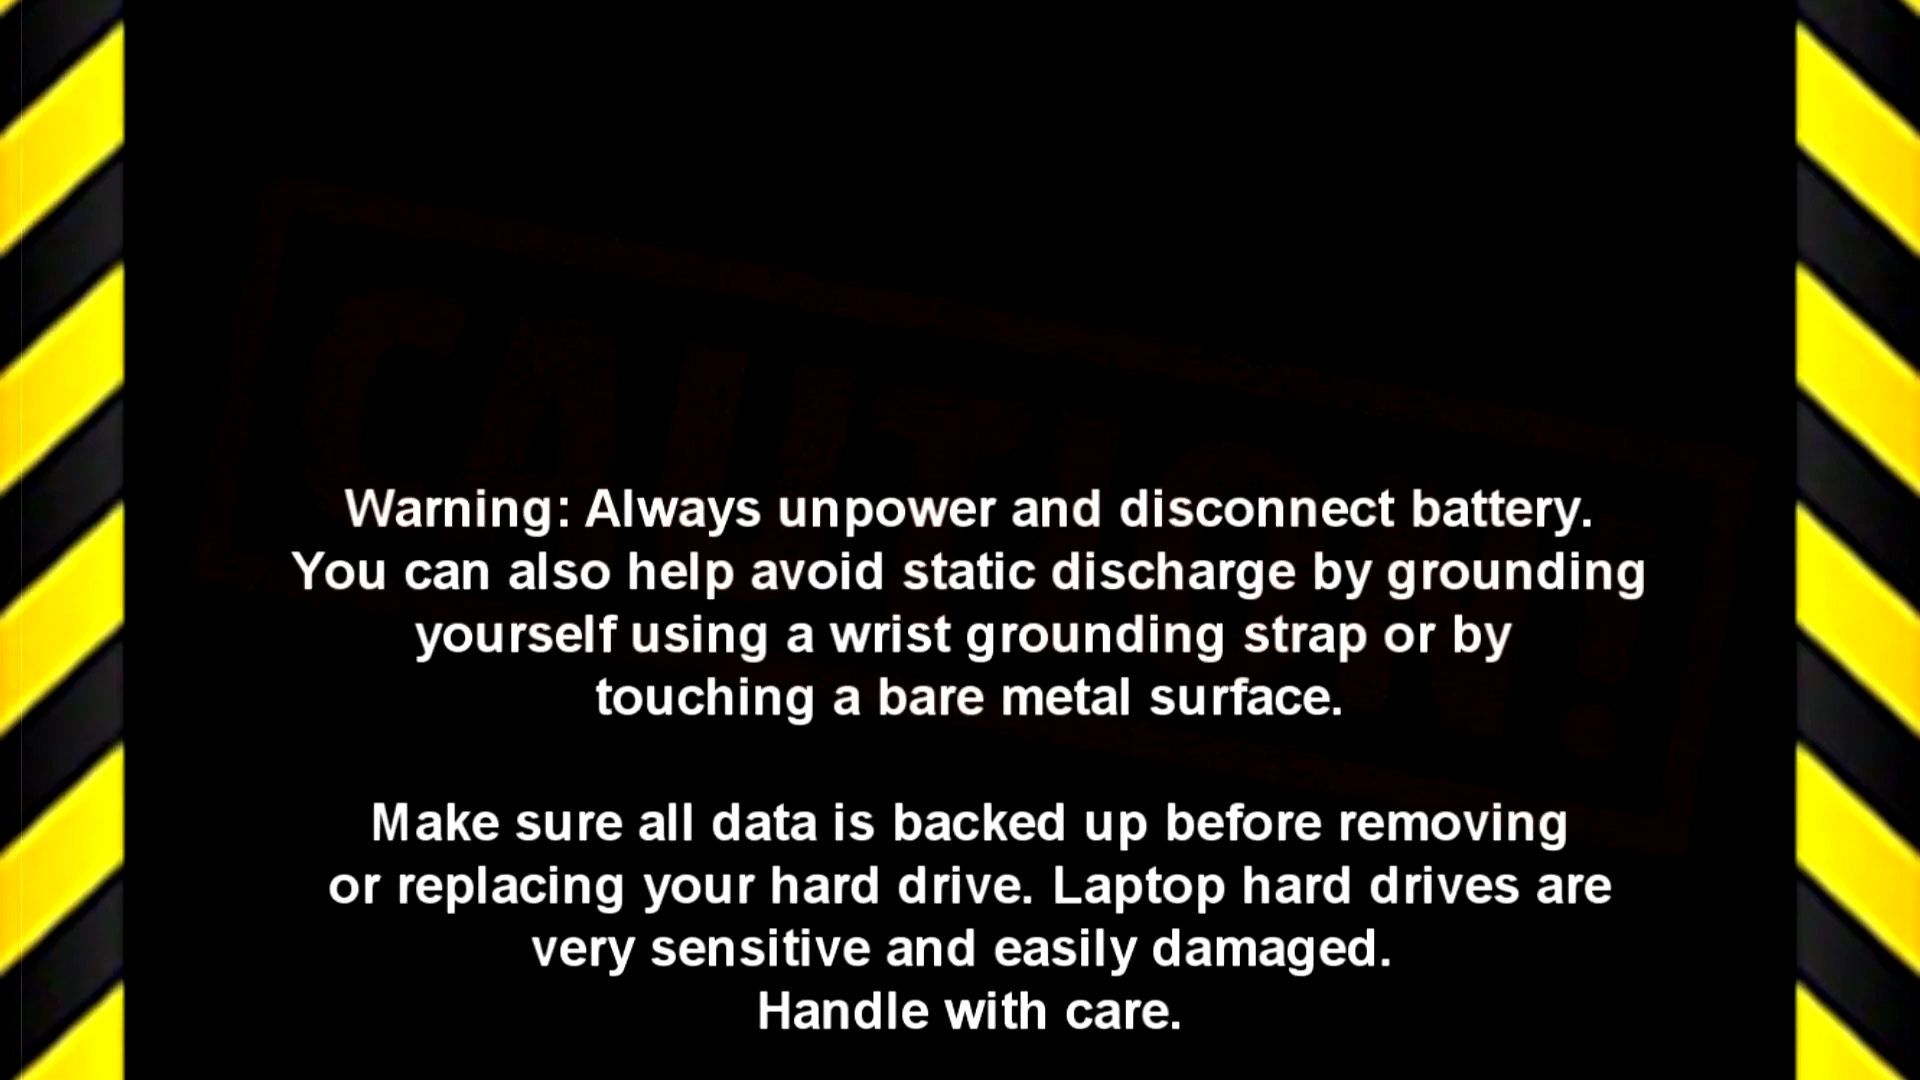 CAUTION!
Warning: Always unpower and disconnect battery.
You can also help avoid static discharge by grounding
yourself using a wrist grounding strap or by
touching a bare metal surface.
Make sure all data is backed up before removing
or replacing your hard drive. Laptop hard drives are
very sensitive and easily damaged.
Handle with care.